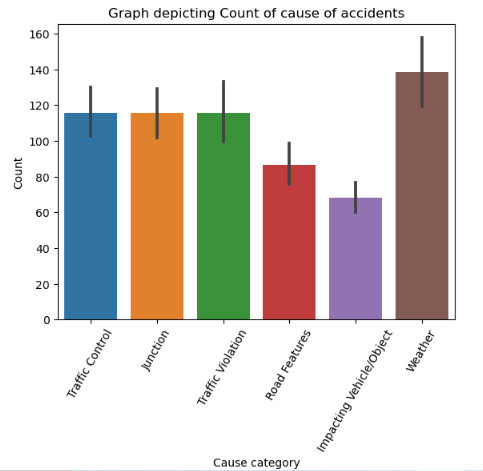 Graph depicting Count of cause of accidents
160
140
120
100
80
60
40
20
0
Count
Traffic Control
Junction
Traffic Violation
Road Features
Impacting Vehicle/Object
Weather
Cause category